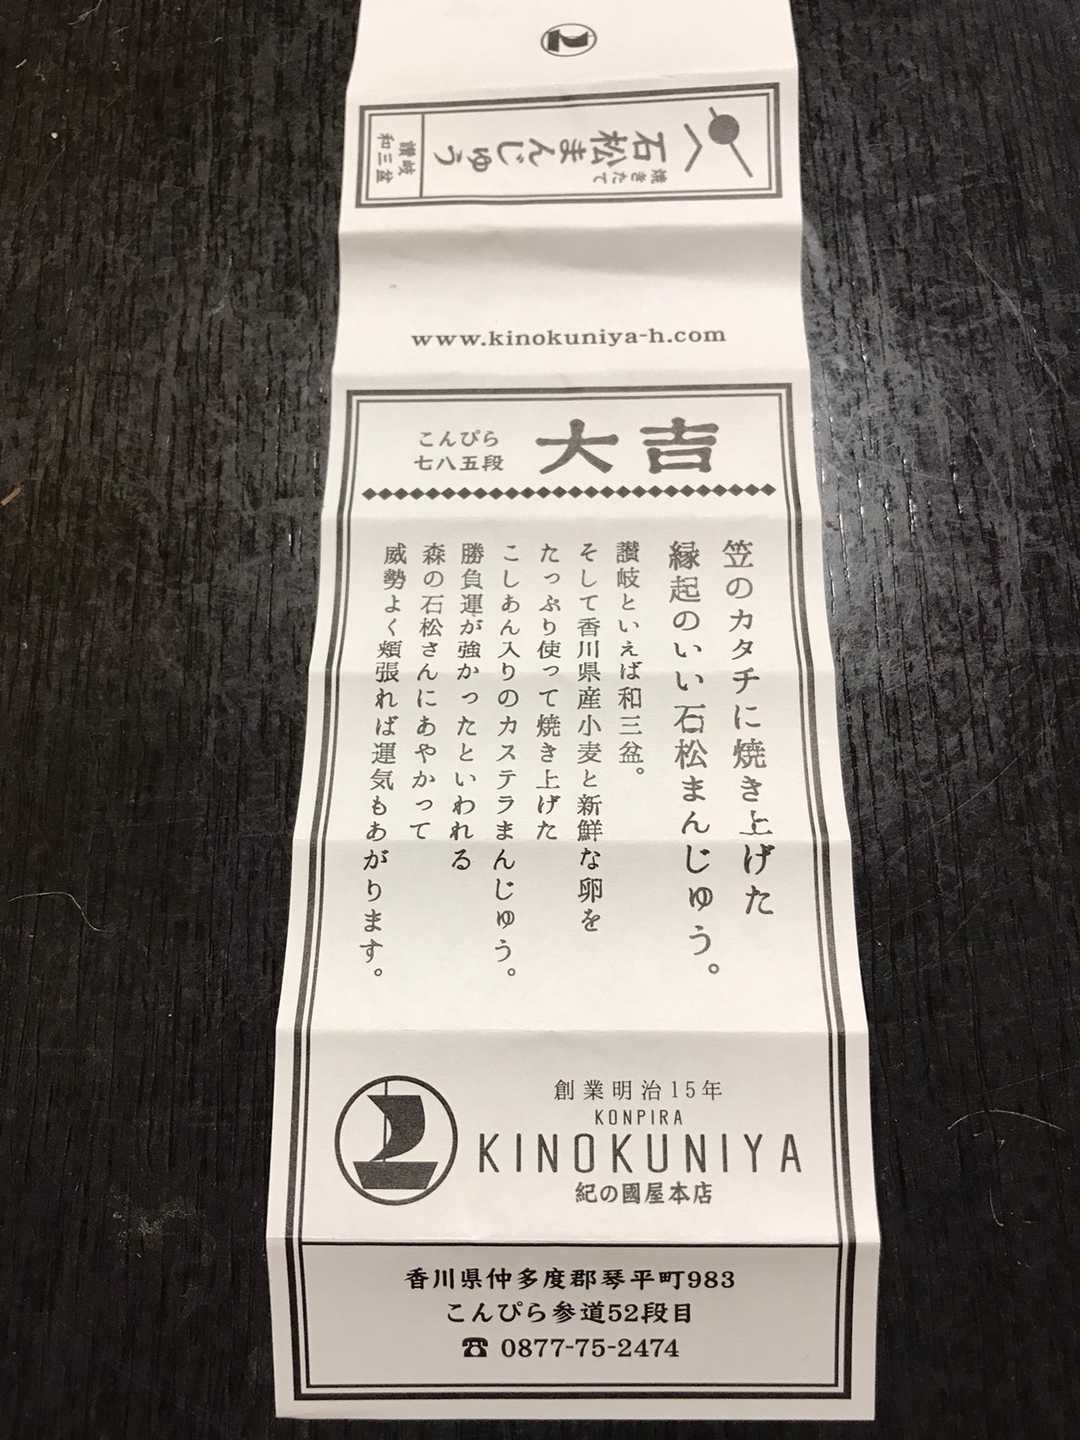 焼きたて
石松まんじゅう
讃岐
和三盆
www.kinokuniya-h.com
大吉
こんぴら
七八五段
笠のカタチに焼き上げた
縁起のいい石松まんじゅう。
讃岐といえば和三盆。
そして香川県産小麦と新鮮な卵を
たっぷり使って焼き上げた
こしあん入りのカステラまんじゅう。
勝負運が強かったといわれる
森の石松さんにあやかって
威勢よく頬張れば運気もあがります。
創業明治15年
KONPIRA
KINOKUNIYA
紀の國屋本店
香川県仲多度郡琴平町983
こんぴら参道52段目
☎ 0877-75-2474